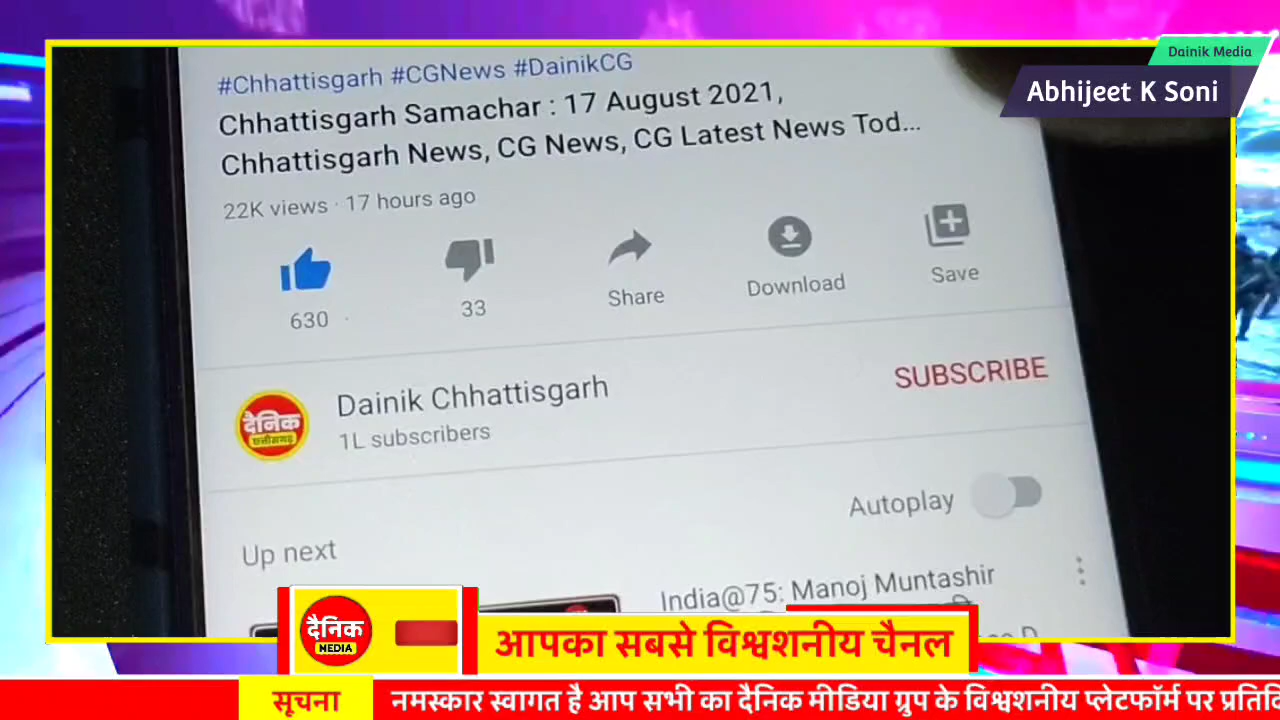 Dainik Media
Abhijeet K Soni
#Chhattisgarh #CGNews #DainikCG
Chhattisgarh Samachar : 17 August 2021,
Chhattisgarh News, CG News, CG Latest News Tod...
22K views · 17 hours ago
630
33
Share
Download
Save
दैनिक
छत्तीसगढ़
Dainik Chhattisgarh
1L subscribers
SUBSCRIBE
Autoplay
Up next
India@75: Manoj Muntashir
दैनिक
MEDIA
आपका सबसे विश्वशनीय चैनल
सूचना
नमस्कार स्वागत है आप सभी का दैनिक मीडिया ग्रुप के विश्वशनीय प्लेटफॉर्म पर